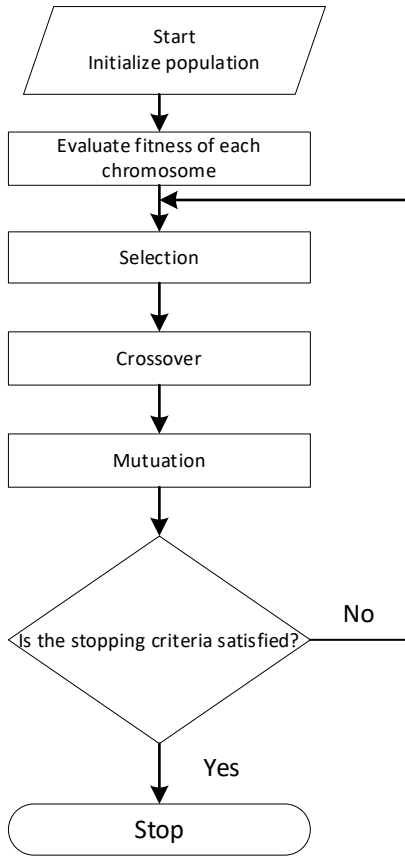 Start
Initialize population
Evaluate fitness of each
chromosome
Selection
Crossover
Mutuation
Is the stopping criteria satisfied?
No
Yes
Stop